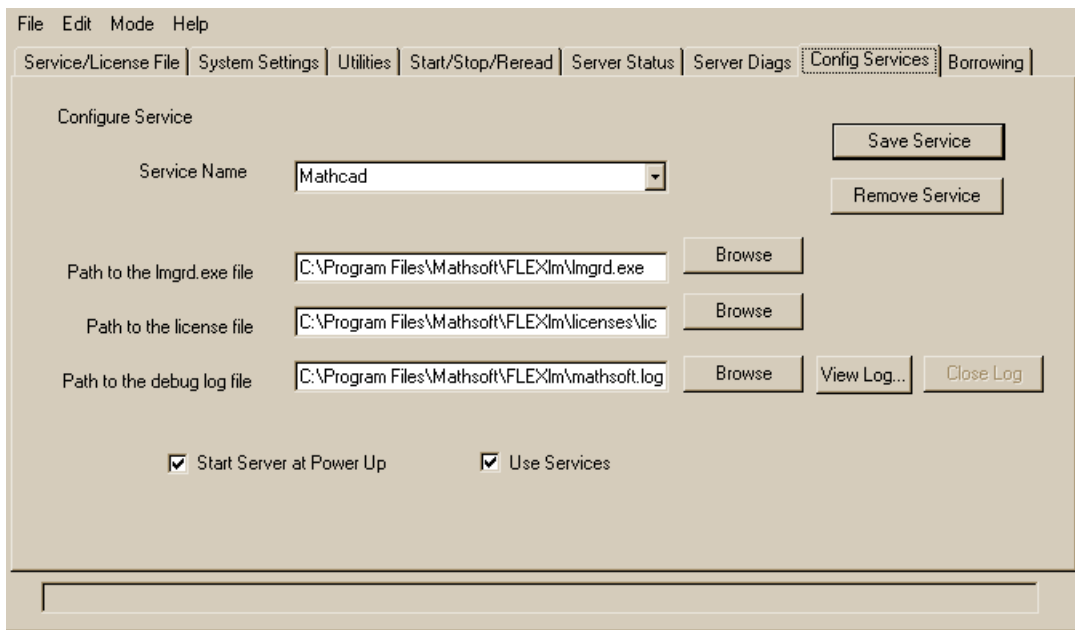 File Edit Mode Help
Service/License File System Settings Utilities Start/Stop/Reread Server Status Server Diags Config Services Borrowing
Configure Service
Save Service
Service Name Mathcad
Remove Service
Path to the lmgrd.exe file C:\Program Files\Mathsoft\FLEXlm\lmgrd.exe Browse
Path to the license file C:\Program Files\Mathsoft\FLEXlm\licenses\lic Browse
Path to the debug log file C:\Program Files\Mathsoft\FLEXlm\mathsoft.log Browse View Log... Close Log
Start Server at Power Up Use Services